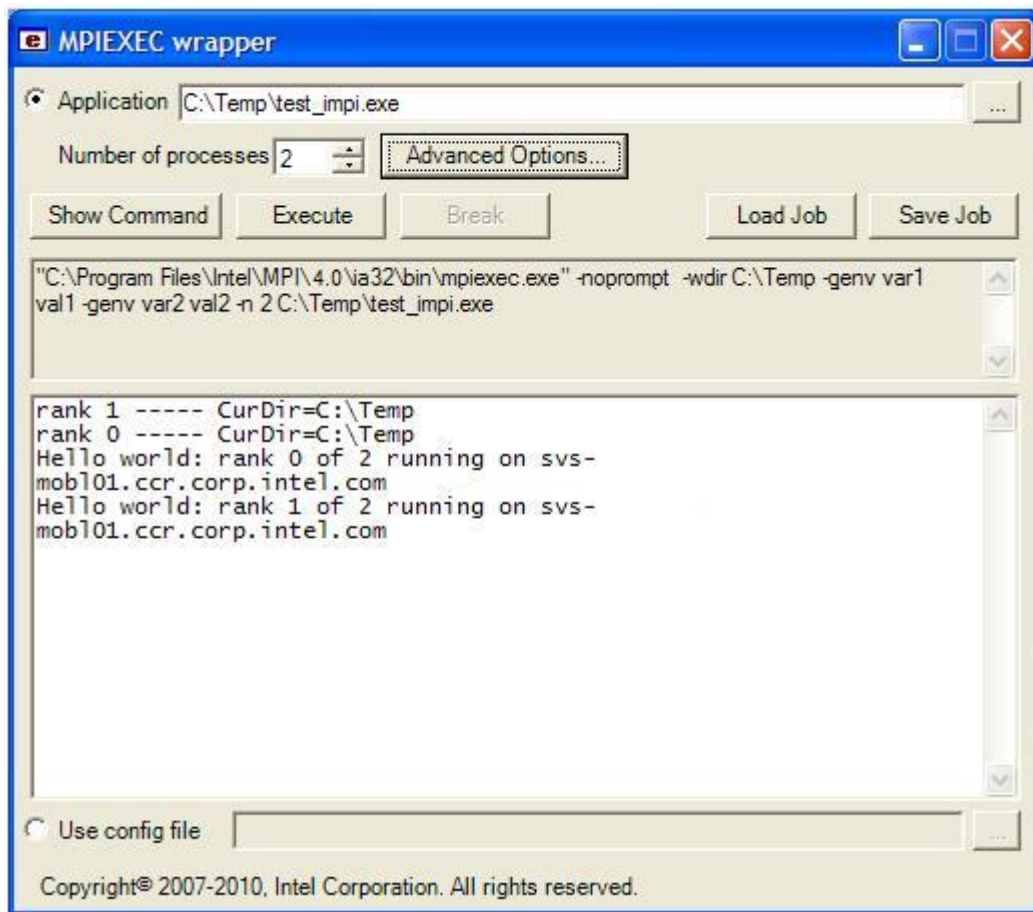 MPIEXEC wrapper
Application C:\Temp\test_impi.exe ...
Number of processes 2 Advanced Options...
Show Command Execute Break Load Job Save Job
"C:\Program Files\Intel\MPI\4.0\ia32\bin\mpiexec.exe" -noprompt -wdir C:\Temp -genv var1
val1 -genv var2 val2 -n 2 C:\Temp\test_impi.exe
rank 1 ----- CurDir=C:\Temp
rank 0 ----- CurDir=C:\Temp
Hello world: rank 0 of 2 running on svs-
mobl01.ccr.corp.intel.com
Hello world: rank 1 of 2 running on svs-
mobl01.ccr.corp.intel.com
Use config file ...
Copyright© 2007-2010, Intel Corporation. All rights reserved.